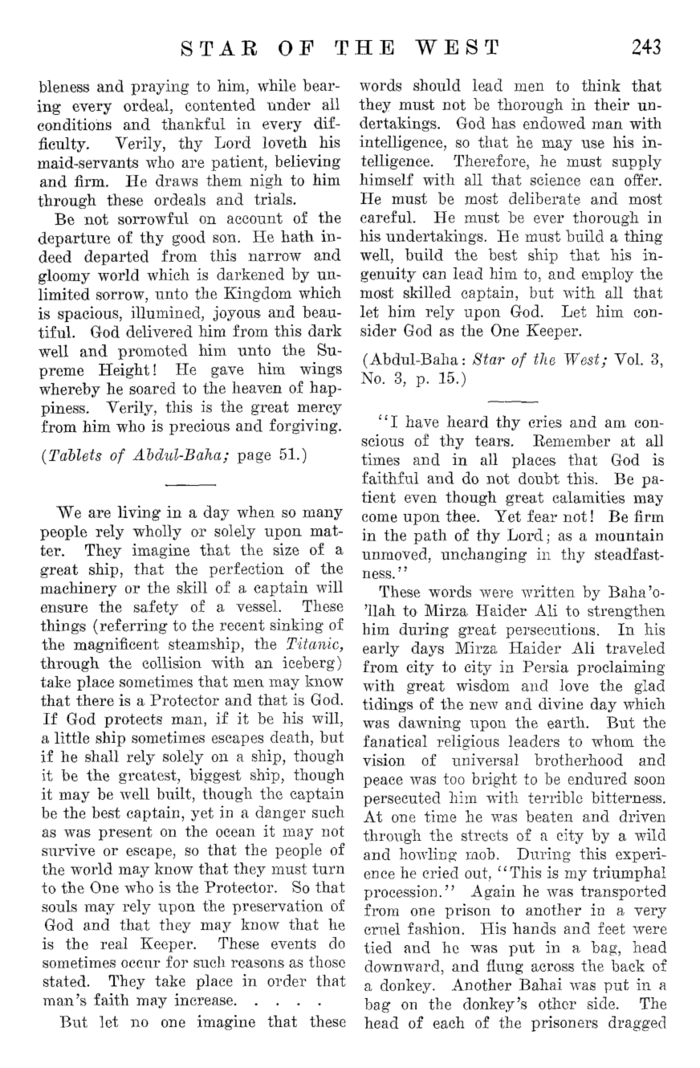 STAR OF THE WEST 243
bleness and praying to him, while bear-
ing every ordeal, contented under all
conditions and thankful in every dif-
ficulty. Verily, thy Lord loveth his
maid-servants who are patient, believing
and firm. He draws them nigh to him
through these ordeals and trials.
Be not sorrowful on account of the
departure of thy good son. He hath in-
deed departed from this narrow and
gloomy world which is darkened by un-
limited sorrow, unto the Kingdom which
is spacious, illumined, joyous and beau-
tiful. God delivered him from this dark
well and promoted him unto the Su-
preme Height! He gave him wings
whereby he soared to the heaven of hap-
piness. Verily, this is the great mercy
from him who is precious and forgiving.
(Tablets of Abdul-Baha; page 51.)
We are living in a day when so many
people rely wholly or solely upon mat-
ter. They imagine that the size of a
great ship, that the perfection of the
machinery or the skill of a captain will
ensure the safety of a vessel. These
things (referring to the recent sinking of
the magnificent steamship, the Titanic,
through the collision with an iceberg)
take place sometimes that men may know
that there is a Protector and that is God.
If God protects man, if it be his will,
a little ship sometimes escapes death, but
if he shall rely solely on a ship, though
it be the greatest, biggest ship, though
it may be well built, though the captain
be the best captain, yet in a danger such
as was present on the ocean it may not
survive or escape, so that the people of
the world may know that they must turn
to the One who is the Protector. So that
souls may rely upon the preservation of
God and that they may know that he
is the real Keeper. These events do
sometimes occur for such reasons as those
stated. They take place in order that
man's faith may increase. . . . .
But let no one imagine that these
words should lead men to think that
they must not be thorough in their un-
dertakings. God has endowed man with
intelligence, so that he may use his in-
telligence. Therefore, he must supply
himself with all that science can offer.
He must be most deliberate and most
careful. He must be ever thorough in
his undertakings. He must build a thing
well, build the best ship that his in-
genuity can lead him to, and employ the
most skilled captain, but with all that
let him rely upon God. Let him con-
sider God as the One Keeper.
(Abdul-Baha: Star of the West; Vol. 3,
No. 3, p. 15.)
"I have heard thy cries and am con-
scious of thy tears. Remember at all
times and in all places that God is
faithful and do not doubt this. Be pa-
tient even though great calamities may
come upon thee. Yet fear not! Be firm
in the path of thy Lord; as a mountain
unmoved, unchanging in thy steadfast-
ness."
These words were written by Baha'o-
'llah to Mirza Haider Ali to strengthen
him during great persecutions. In his
early days Mirza Haider Ali traveled
from city to city in Persia proclaiming
with great wisdom and love the glad
tidings of the new and divine day which
was dawning upon the earth. But the
fanatical religious leaders to whom the
vision of universal brotherhood and
peace was too bright to be endured soon
persecuted him with terrible bitterness.
At one time he was beaten and driven
through the streets of a city by a wild
and howling mob. During this experi-
ence he cried out, "This is my triumphal
procession." Again he was transported
from one prison to another in a very
cruel fashion. His hands and feet were
tied and he was put in a bag, head
downward, and flung across the back of
a donkey. Another Bahai was put in a
bag on the donkey's other side. The
head of each of the prisoners dragged